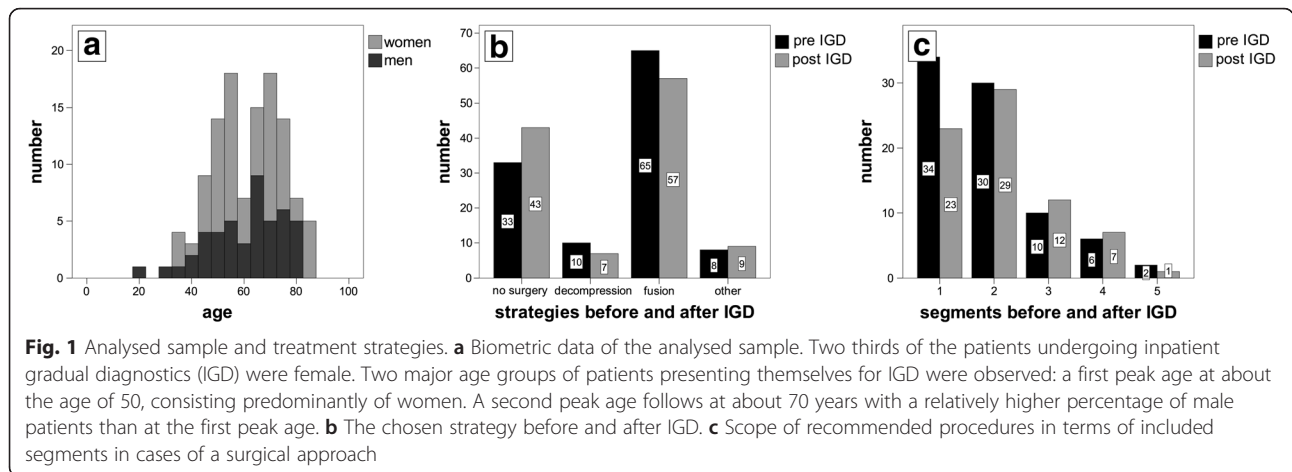 a
women
men
20
15
10
5
0
number
0 20 40 60 80 100
age
b
pre IGD
post IGD
70
60
50
40
30
20
10
0
number
33 43 10 7 65 57 8 9
no surgery decompression fusion other
strategies before and after IGD
c
pre IGD
post IGD
30
20
10
0
number
34 23 30 29 10 12 6 7 2 1
1 2 3 4 5
segments before and after IGD
Fig. 1 Analysed sample and treatment strategies. a Biometric data of the analysed sample. Two thirds of the patients undergoing inpatient
gradual diagnostics (IGD) were female. Two major age groups of patients presenting themselves for IGD were observed: a first peak age at about
the age of 50, consisting predominantly of women. A second peak age follows at about 70 years with a relatively higher percentage of male
patients than at the first peak age. b The chosen strategy before and after IGD. c Scope of recommended procedures in terms of included
segments in cases of a surgical approach